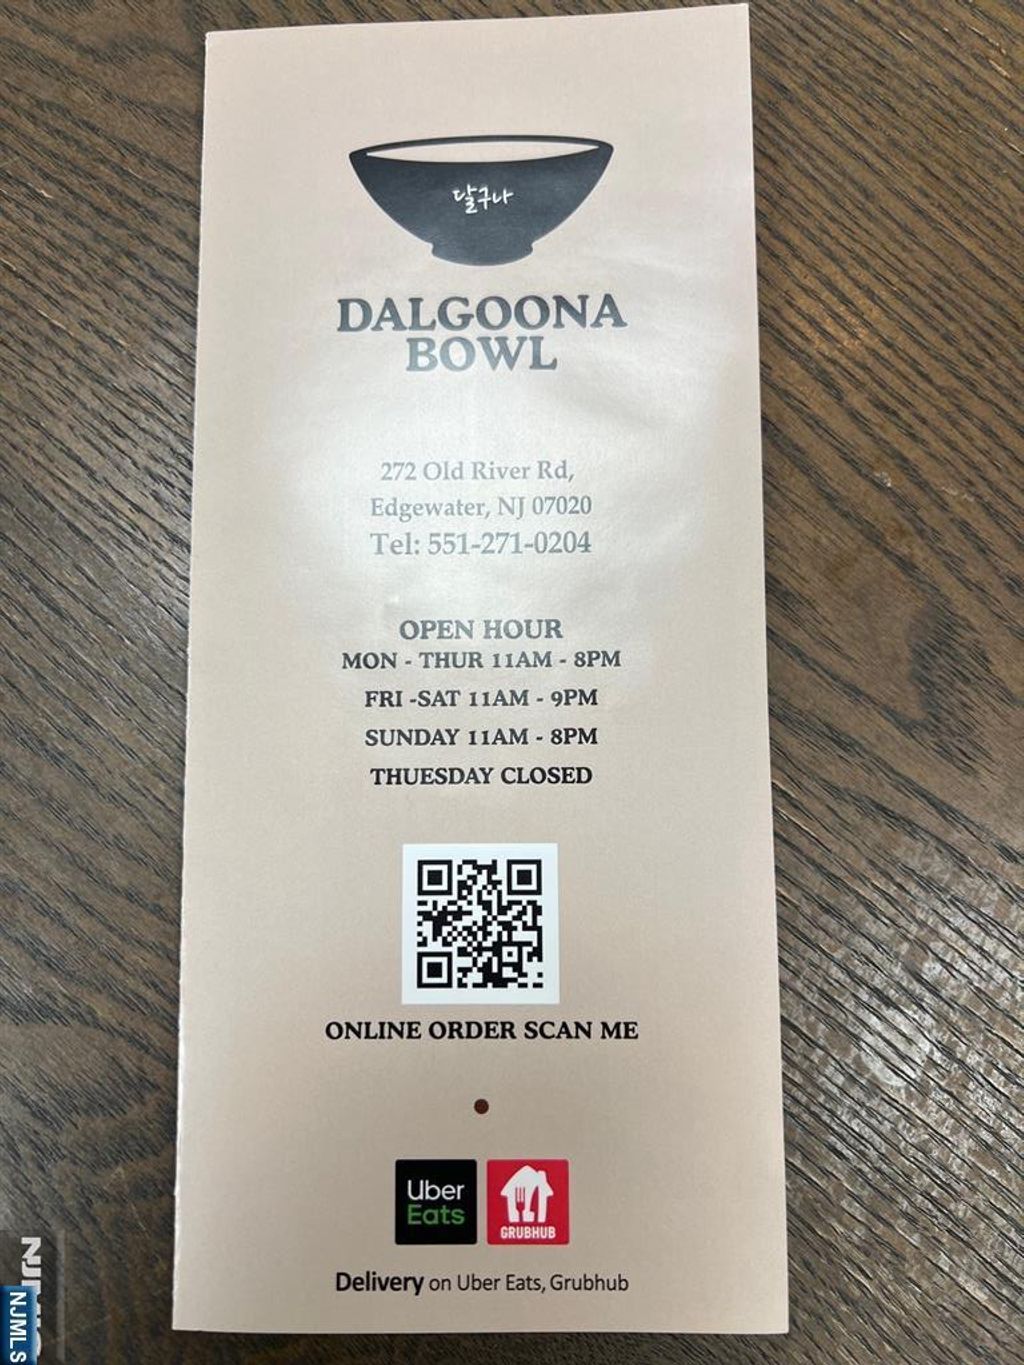 달구나
DALGOONA
BOWL
272 Old River Rd,
Edgewater, NJ 07020
Tel: 551-271-0204
OPEN HOUR
MON - THUR 11AM - 8PM
FRI -SAT 11AM - 9PM
SUNDAY 11AM - 8PM
THUESDAY CLOSED
ONLINE ORDER SCAN ME
Uber
Eats
GRUBHUB
Delivery on Uber Eats, Grubhub
NJMLS